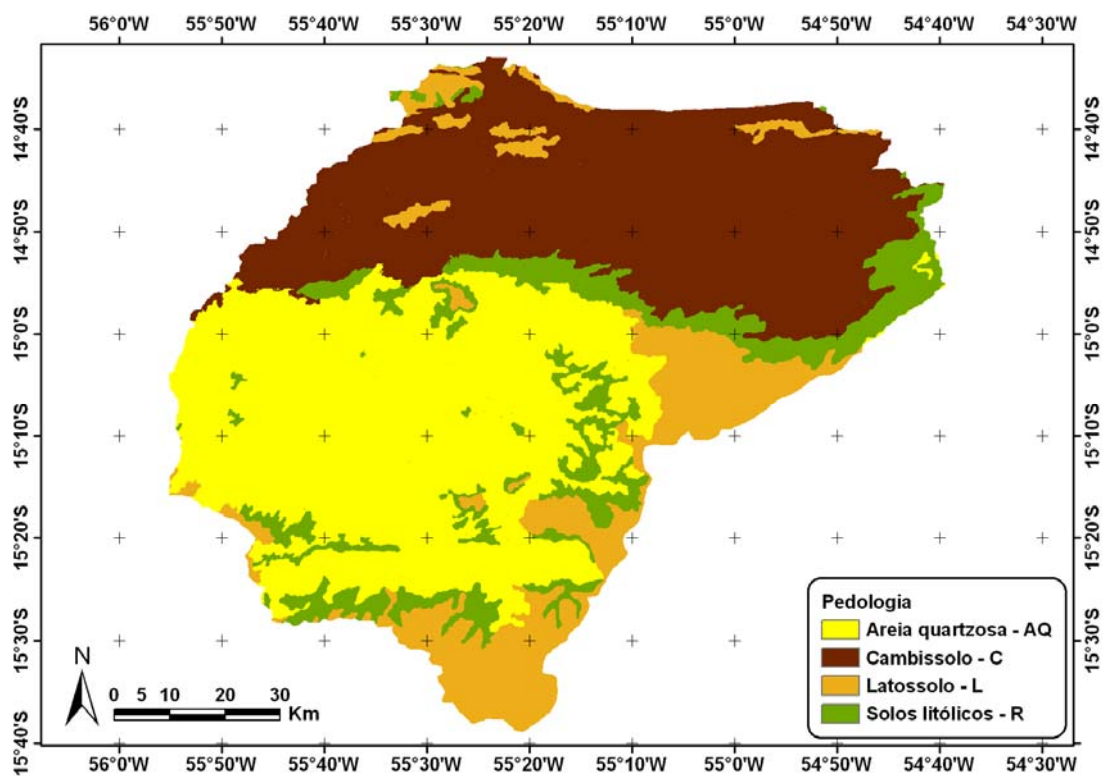 56°0'W 55°50'W 55°40'W 55°30'W 55°20'W 55°10'W 55°0'W 54°50'W 54°40'W 54°30'W
14°40'S 14°40'S
14°50'S 14°50'S
15°0'S 15°0'S
15°10'S 15°10'S
15°20'S 15°20'S
15°30'S 15°30'S
15°40'S
Pedologia
Areia quartzosa - AQ
Cambissolo - C
Latossolo - L
Solos litólicos - R
N
0 5 10 20 30
Km
56°0'W 55°50'W 55°40'W 55°30'W 55°20'W 55°10'W 55°0'W 54°50'W 54°40'W 54°30'W